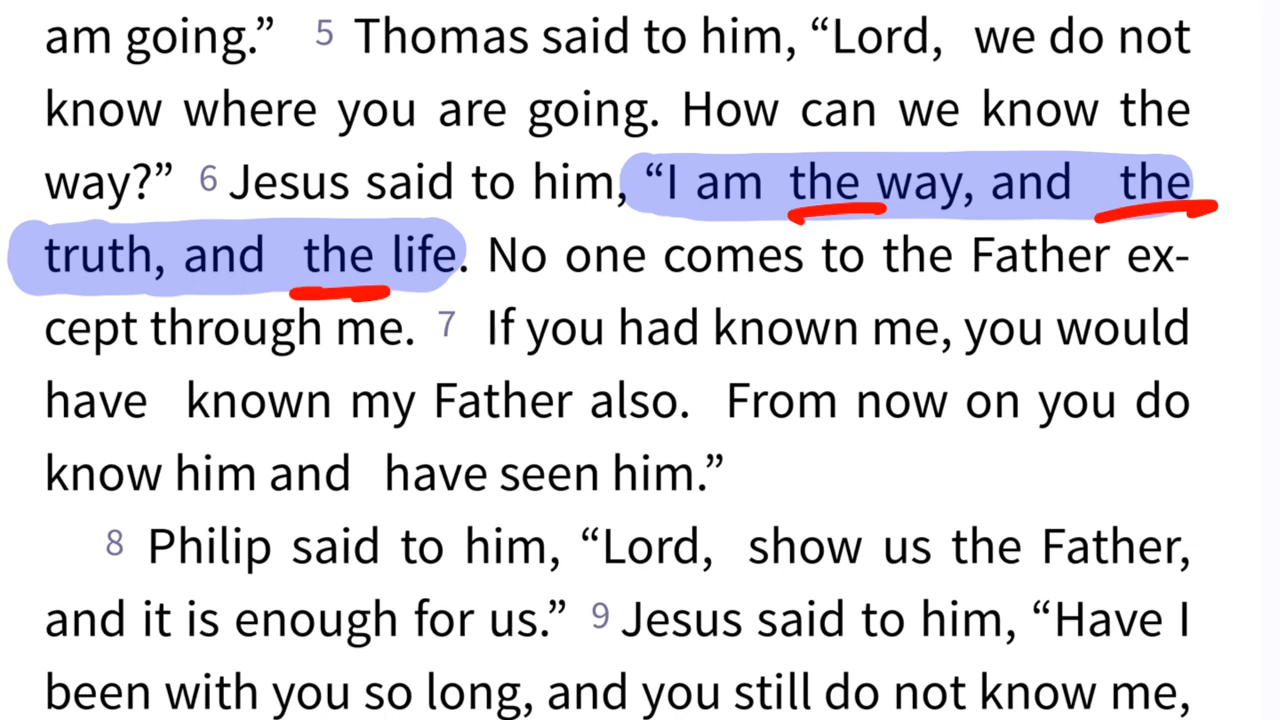 am going.” 5 Thomas said to him, “Lord, we do not
know where you are going. How can we know the
way?” 6 Jesus said to him, “I am the way, and the
truth, and the life. No one comes to the Father ex-
cept through me. 7 If you had known me, you would
have known my Father also. From now on you do
know him and have seen him.”
8 Philip said to him, “Lord, show us the Father,
and it is enough for us.” 9 Jesus said to him, “Have I
been with you so long, and you still do not know me,